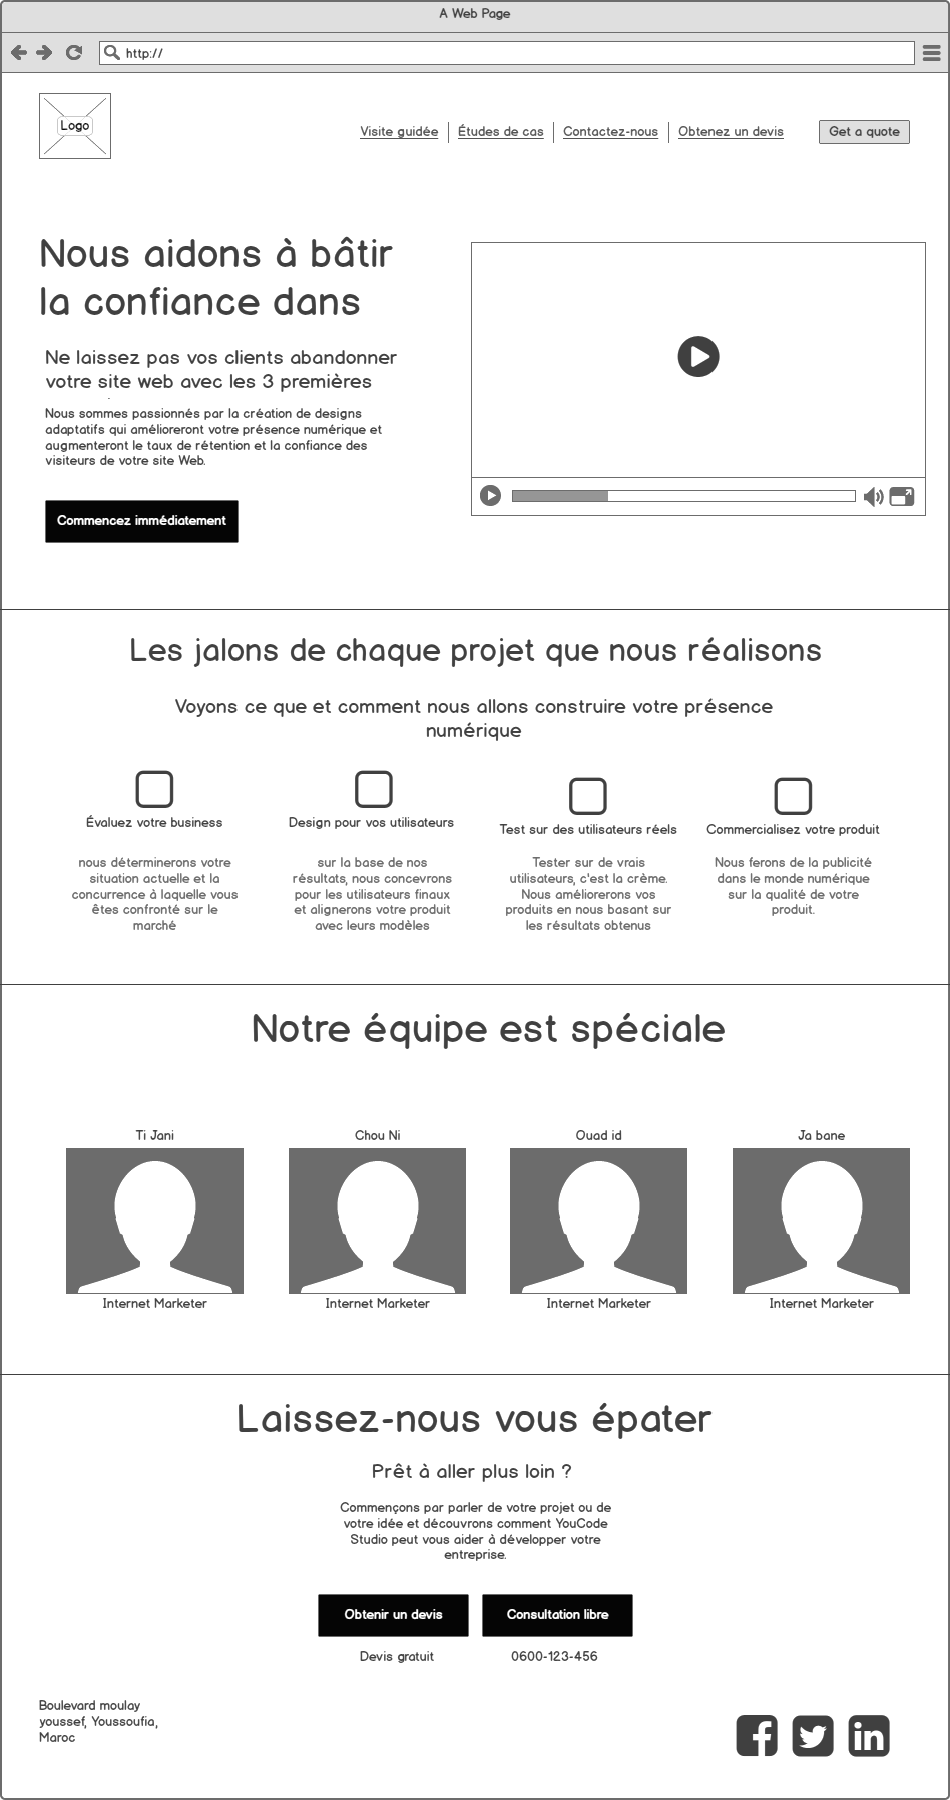 A Web Page
http://
Logo
Visite guidée
Études de cas
Contactez-nous
Obtenez un devis
Get a quote
Nous aidons à bâtir
la confiance dans
Ne laissez pas vos clients abandonner
votre site web avec les 3 premières
Nous sommes passionnés par la création de designs
adaptatifs qui amélioreront votre présence numérique et
augmenteront le taux de rétention et la confiance des
visiteurs de votre site Web.
Commencez immédiatement
Les jalons de chaque projet que nous réalisons
Voyons ce que et comment nous allons construire votre présence
numérique
Évaluez votre business
nous déterminerons votre
situation actuelle et la
concurrence à laquelle vous
êtes confronté sur le
marché
Design pour vos utilisateurs
sur la base de nos
résultats, nous concevrons
pour les utilisateurs finaux
et alignerons votre produit
avec leurs modèles
Test sur des utilisateurs réels
Tester sur de vrais
utilisateurs, c'est la crème.
Nous améliorerons vos
produits en nous basant sur
les résultats obtenus
Commercialisez votre produit
Nous ferons de la publicité
dans le monde numérique
sur la qualité de votre
produit.
Notre équipe est spéciale
Ti Jani
Internet Marketer
Chou Ni
Internet Marketer
Ouad id
Internet Marketer
Ja bane
Internet Marketer
Laissez-nous vous épater
Prêt à aller plus loin ?
Commençons par parler de votre projet ou de
votre idée et découvrons comment YouCode
Studio peut vous aider à développer votre
entreprise.
Obtenir un devis
Devis gratuit
Consultation libre
0600-123-456
Boulevard moulay
youssef, Youssoufia,
Maroc